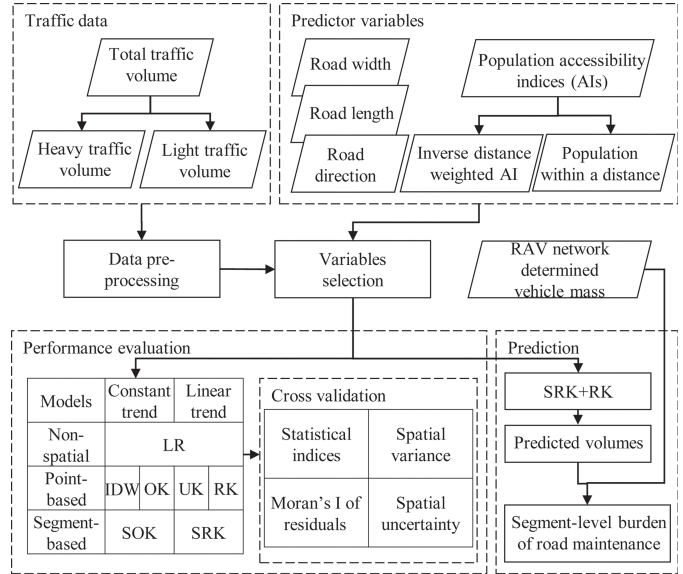 Traffic data
Total traffic
volume
Heavy traffic
volume
Light traffic
volume
Predictor variables
Road width
Road length
Road
direction
Population accessibility
indices (AIs)
Inverse distance
weighted AI
Population
within a distance
Data pre-
processing
Variables
selection
RAV network
determined
vehicle mass
Performance evaluation
Models
Constant
trend
Linear
trend
Non-
spatial
LR
Point-
based
IDW
OK
UK
RK
Segment-
based
SOK
SRK
Cross validation
Statistical
indices
Spatial
variance
Moran's I of
residuals
Spatial
uncertainty
Prediction
SRK+RK
Predicted volumes
Segment-level burden
of road maintenance